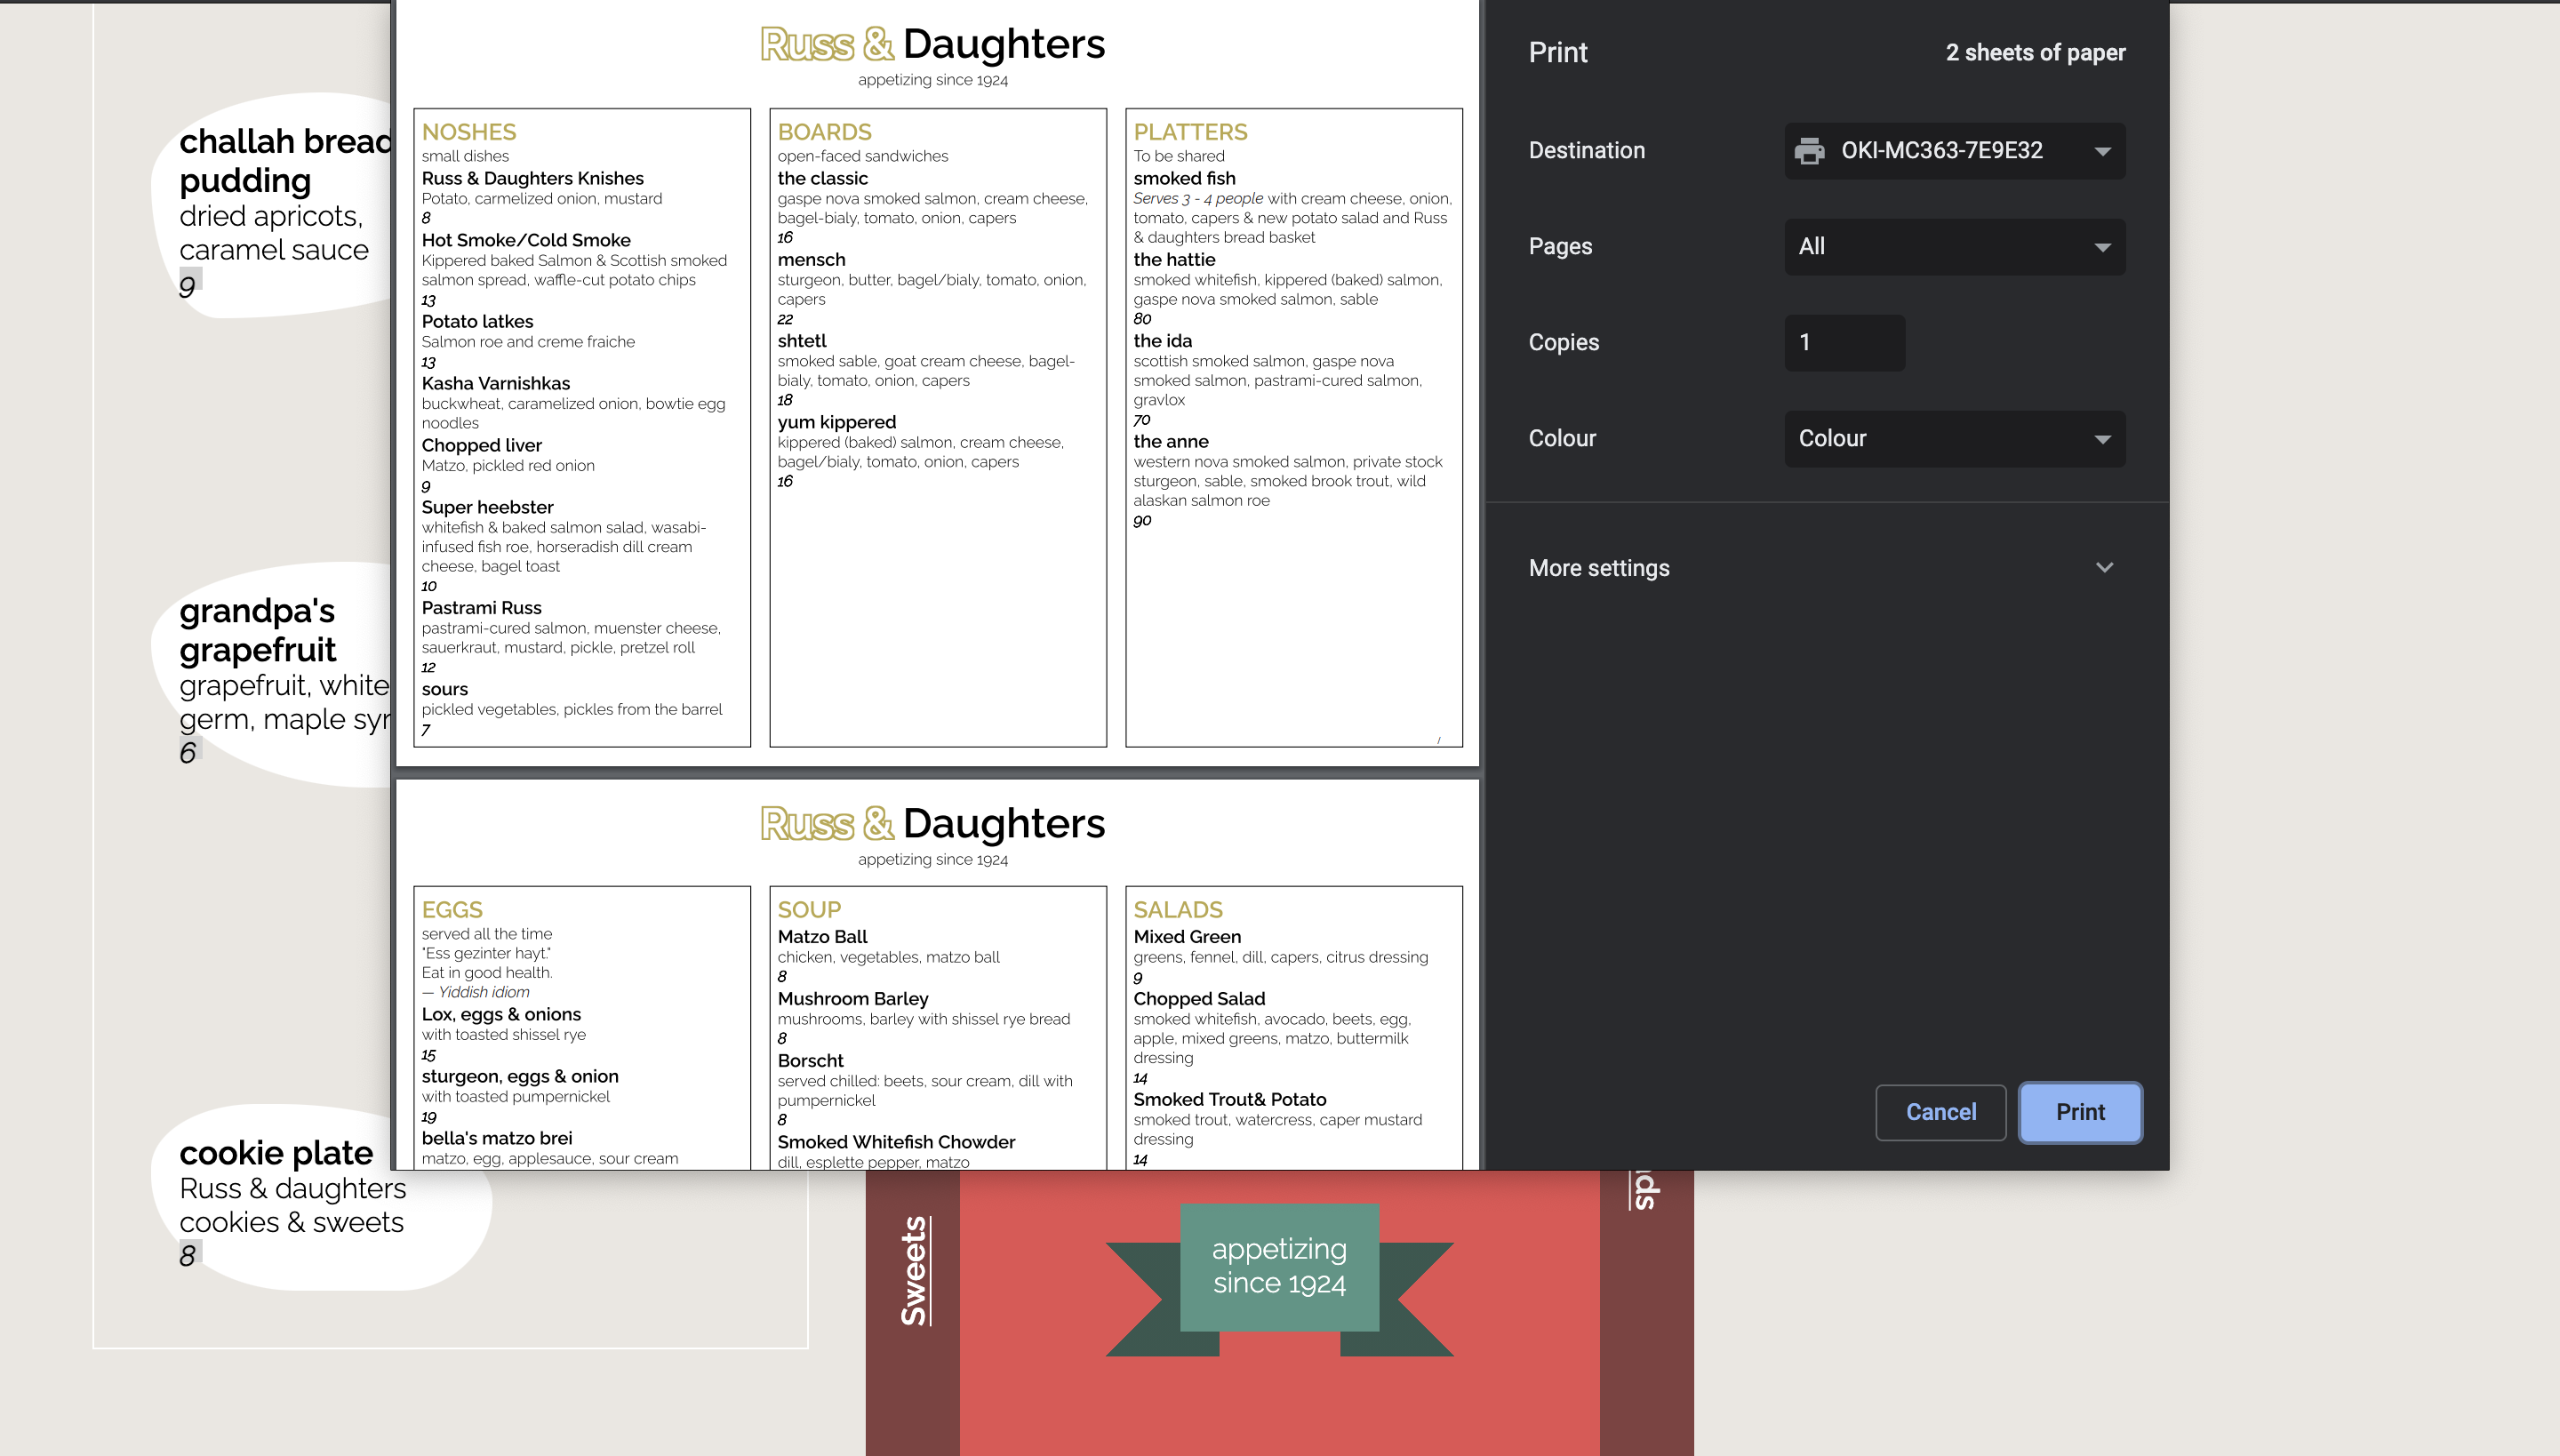 challah bread
pudding
dried apricots,
caramel sauce
9
grandpa's
grapefruit
grapefruit, white
germ, maple syr
6
cookie plate
Russ & daughters
cookies & sweets
8
Russ & Daughters
appetizing since 1924
NOSHES
small dishes
Russ & Daughters Knishes
Potato, carmelized onion, mustard
8
Hot Smoke/Cold Smoke
Kippered baked Salmon & Scottish smoked
salmon spread, waffle-cut potato chips
13
Potato latkes
Salmon roe and creme fraiche
13
Kasha Varnishkas
buckwheat, caramelized onion, bowtie egg
noodles
Chopped liver
Matzo, pickled red onion
9
Super heebster
whitefish & baked salmon salad, wasabi-
infused fish roe, horseradish dill cream
cheese, bagel toast
10
Pastrami Russ
pastrami-cured salmon, muenster cheese,
sauerkraut, mustard, pickle, pretzel roll
12
sours
pickled vegetables, pickles from the barrel
7
BOARDS
open-faced sandwiches
the classic
gaspe nova smoked salmon, cream cheese,
bagel-bialy, tomato, onion, capers
16
mensch
sturgeon, butter, bagel/bialy, tomato, onion,
capers
22
shtetl
smoked sable, goat cream cheese, bagel-
bialy, tomato, onion, capers
18
yum kippered
kippered (baked) salmon, cream cheese,
bagel/bialy, tomato, onion, capers
16
PLATTERS
To be shared
smoked fish
Serves 3 - 4 people with cream cheese, onion,
tomato, capers & new potato salad and Russ
& daughters bread basket
the hattie
smoked whitefish, kippered (baked) salmon,
gaspe nova smoked salmon, sable
80
the ida
scottish smoked salmon, gaspe nova
smoked salmon, pastrami-cured salmon,
gravlox
70
the anne
western nova smoked salmon, private stock
sturgeon, sable, smoked brook trout, wild
alaskan salmon roe
90
/
Russ & Daughters
appetizing since 1924
EGGS
served all the time
"Ess gezinter hayt."
Eat in good health.
— Yiddish idiom
Lox, eggs & onions
with toasted shissel rye
15
sturgeon, eggs & onion
with toasted pumpernickel
19
bella's matzo brei
matzo, egg, applesauce, sour cream
SOUP
Matzo Ball
chicken, vegetables, matzo ball
8
Mushroom Barley
mushrooms, barley with shissel rye bread
8
Borscht
served chilled: beets, sour cream, dill with
pumpernickel
8
Smoked Whitefish Chowder
dill, esplette pepper, matzo
SALADS
Mixed Green
greens, fennel, dill, capers, citrus dressing
9
Chopped Salad
smoked whitefish, avocado, beets, egg,
apple, mixed greens, matzo, buttermilk
dressing
14
Smoked Trout& Potato
smoked trout, watercress, caper mustard
dressing
14
Print
2 sheets of paper
Destination
OKI-MC363-7E9E32
Pages
All
Copies
1
Colour
Colour
More settings
Cancel
Print
Sweets
appetizing
since 1924